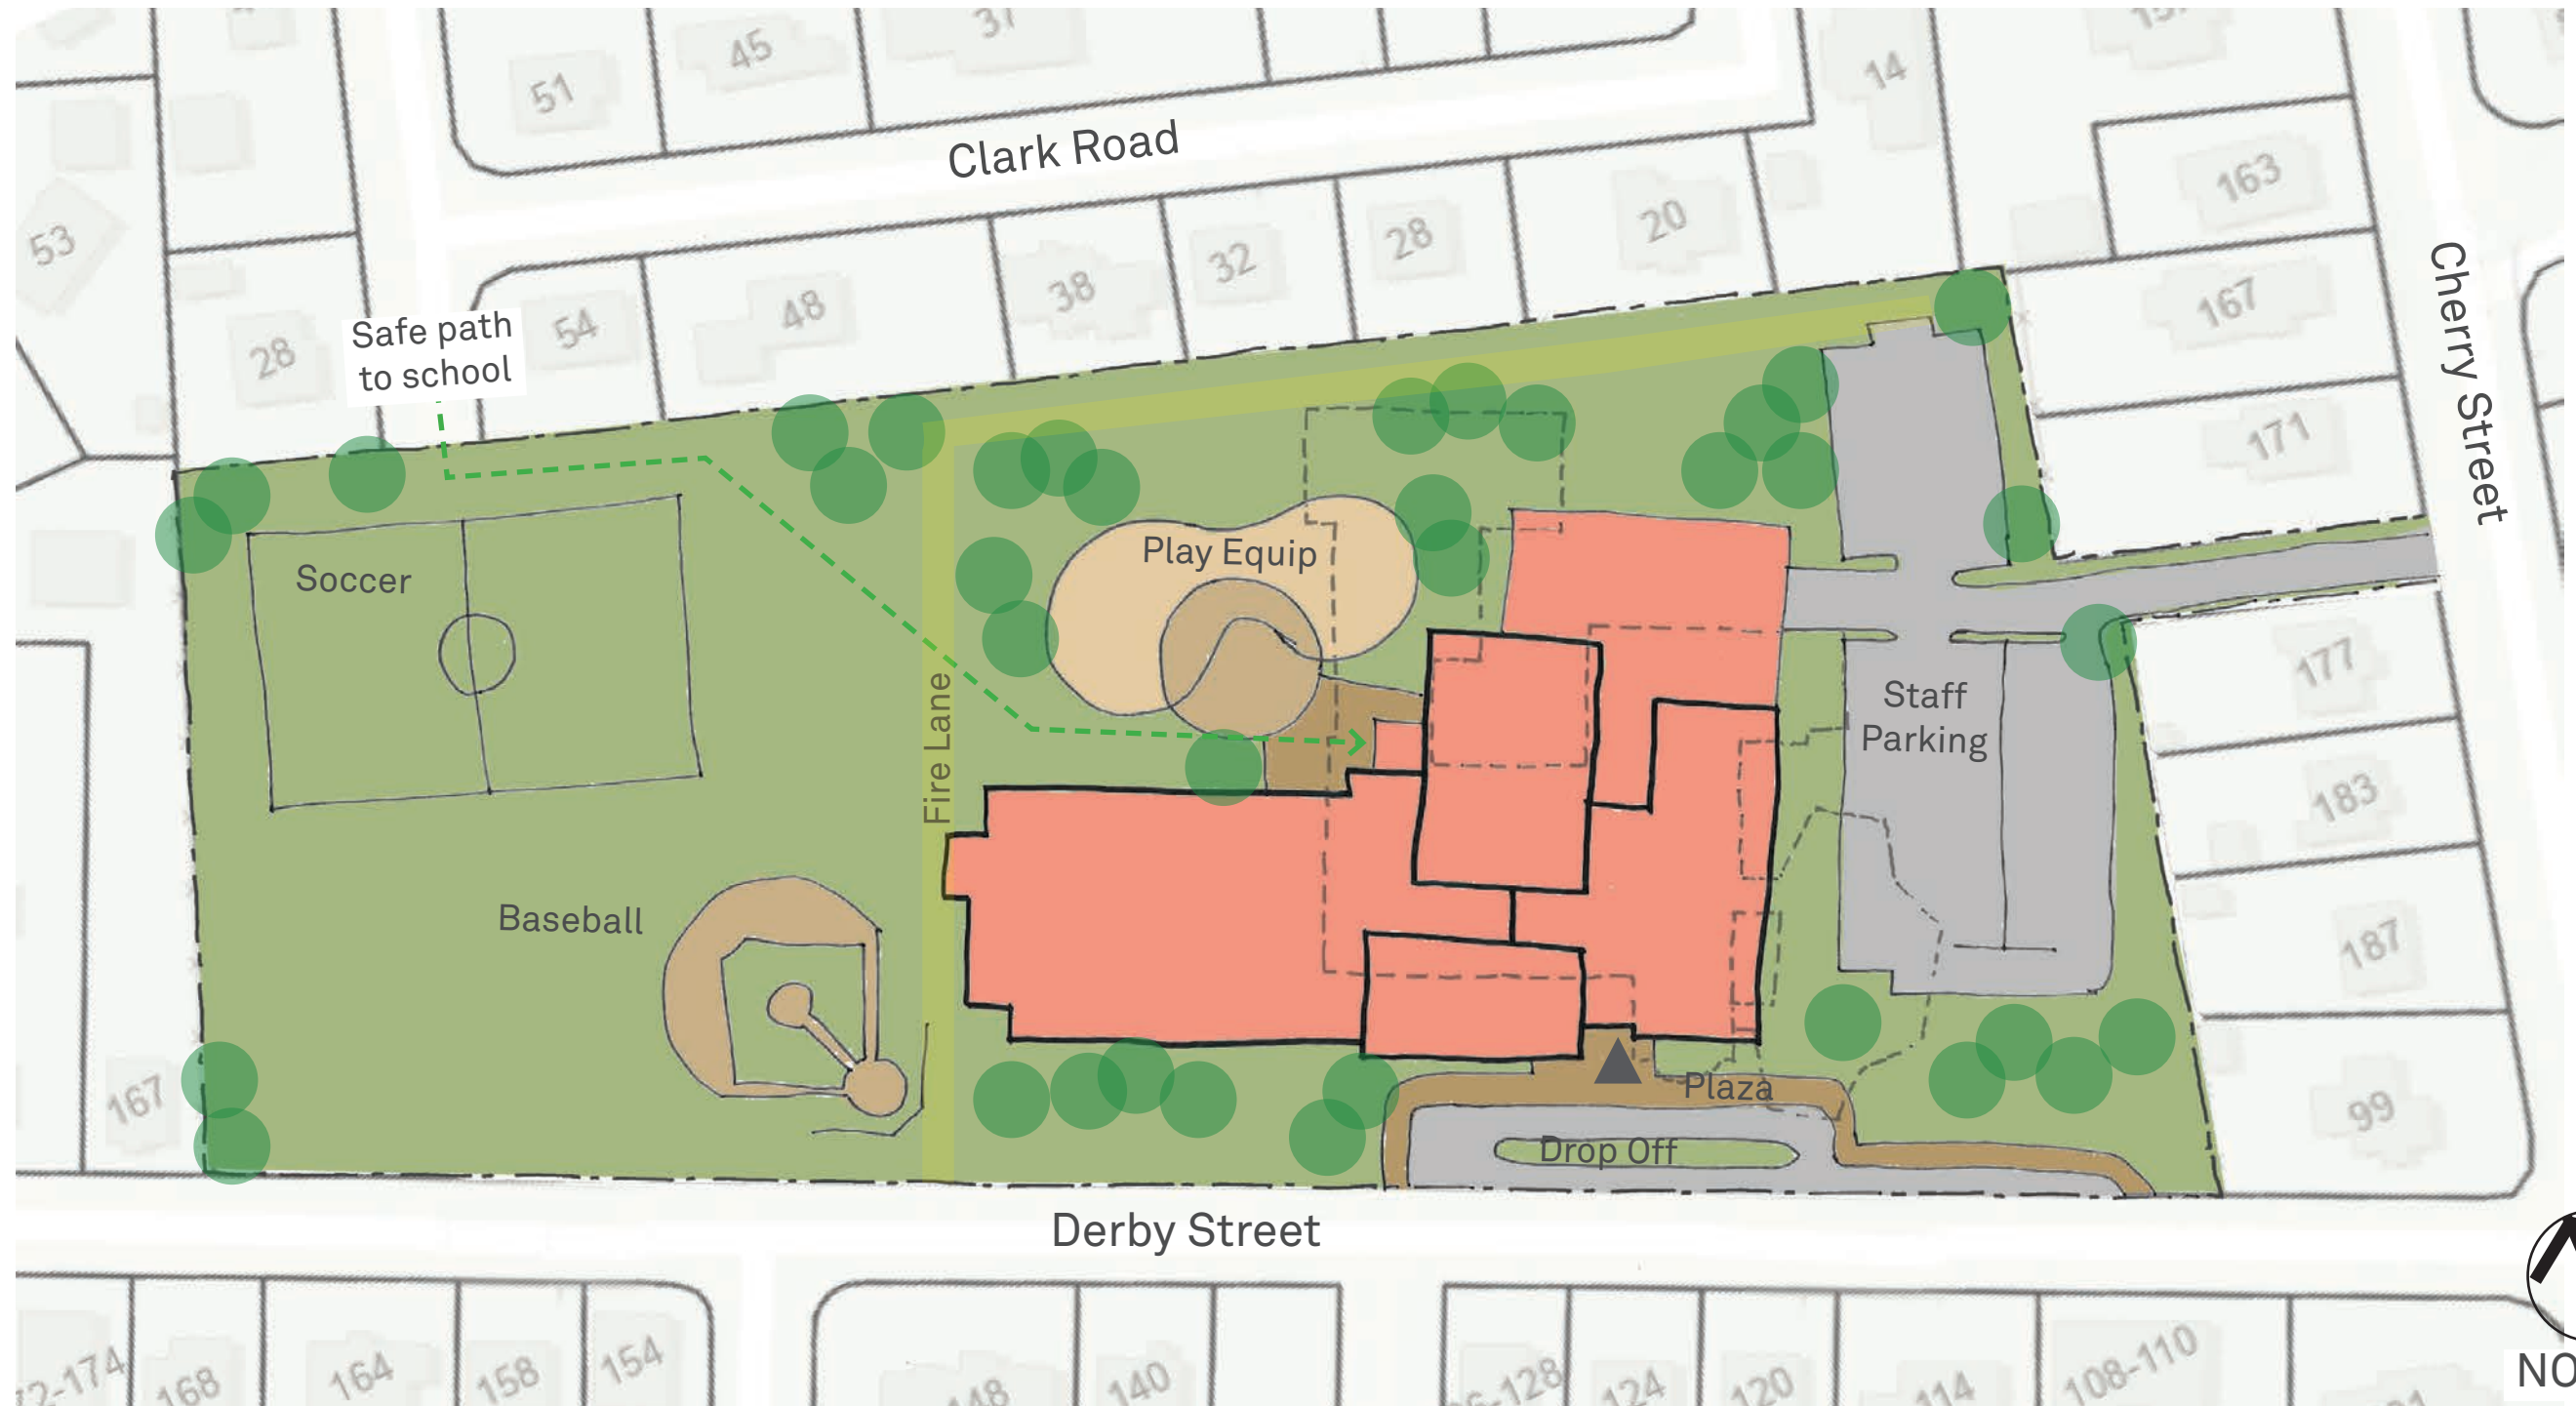 51
45
14
Clark Road
163
53
20
28
32
38
48
54
28
167
Cherry Street
Safe path
to school
171
Play Equip
Soccer
177
Staff
Parking
183
Fire Lane
Baseball
187
167
Plaza
99
Drop Off
Derby Street
168
164
158
154
140
124
120
114
108-110